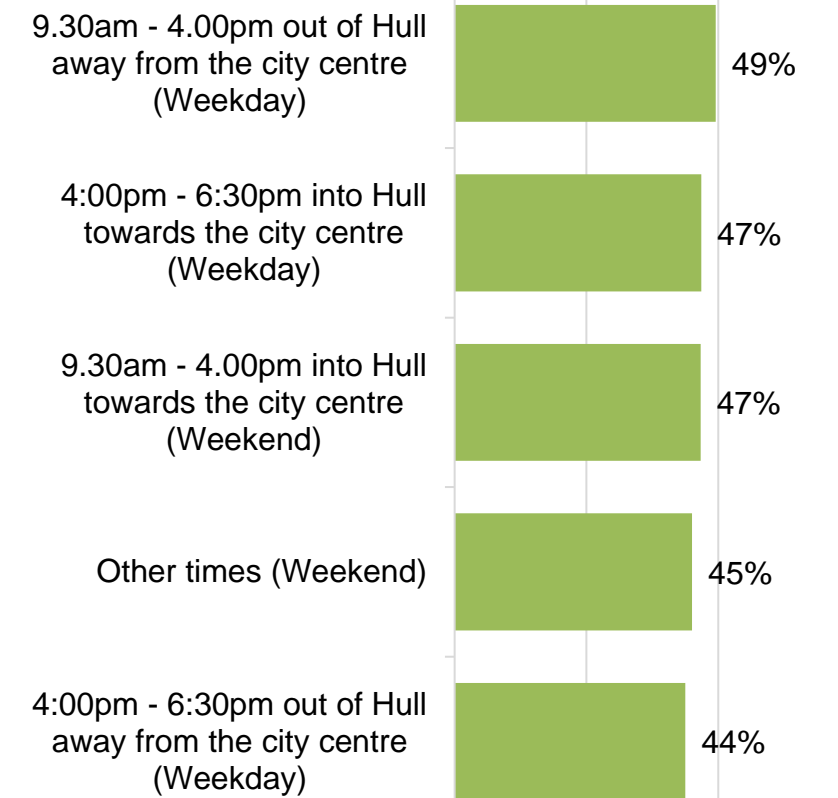 9.30am - 4.00pm out of Hull
away from the city centre
(Weekday)
49%
4:00pm - 6:30pm into Hull
towards the city centre
(Weekday)
47%
9.30am - 4.00pm into Hull
towards the city centre
(Weekend)
47%
Other times (Weekend)
45%
4:00pm - 6:30pm out of Hull
away from the city centre
(Weekday)
44%